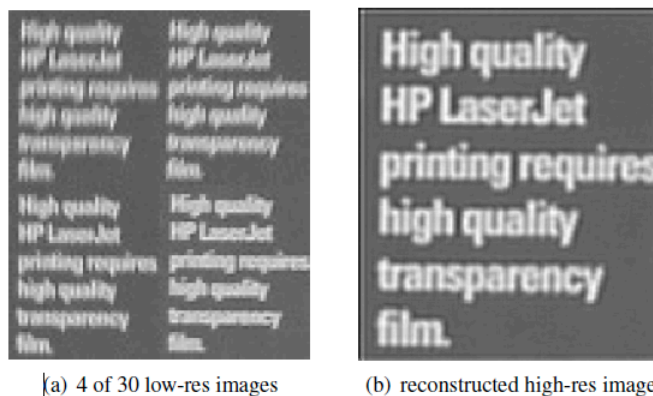 High quality
HP LaserJet
printing requires
high quality
transparency
film.
High quality
HP LaserJet
printing requires
high quality
transparency
film.
High quality
HP LaserJet
printing requires
high quality
transparency
film.
High quality
HP LaserJet
printing requires
high quality
transparency
film.
(a) 4 of 30 low-res images
High quality
HP LaserJet
printing requires
high quality
transparency
film.
(b) reconstructed high-res image